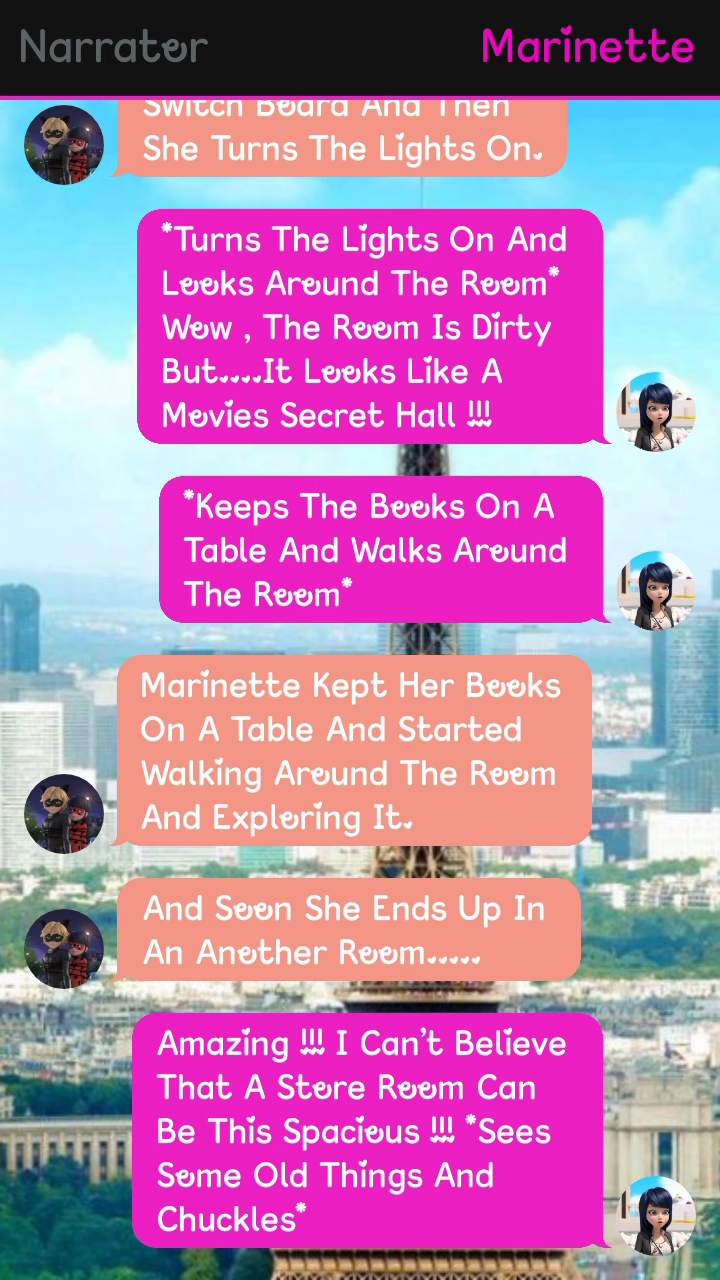 Narrator
Marinette
Switch Board And Then
She Turns The Lights On.
*Turns The Lights On And
Looks Around The Room*
Wow , The Room Is Dirty
But....It Looks Like A
Movies Secret Hall !!!
*Keeps The Books On A
Table And Walks Around
The Room*
Marinette Kept Her Books
On A Table And Started
Walking Around The Room
And Exploring It.
And Soon She Ends Up In
An Another Room.....
Amazing !!! I Can't Believe
That A Store Room Can
Be This Spacious !!! *Sees
Some Old Things And
Chuckles*